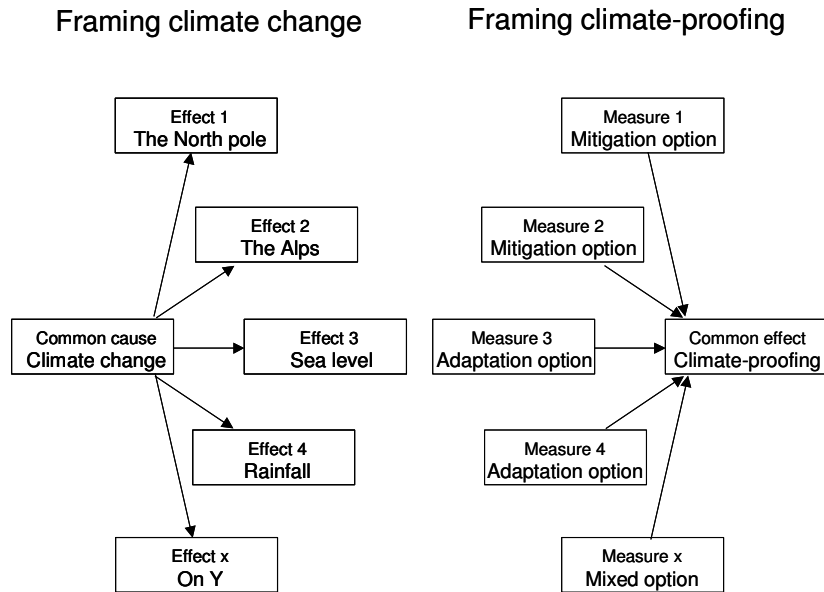 Framing climate change
Effect 1
The North pole
Effect 2
The Alps
Common cause
Climate change
Effect 3
Sea level
Effect 4
Rainfall
Effect x
On Y
Framing climate-proofing
Measure 1
Mitigation option
Measure 2
Mitigation option
Measure 3
Adaptation option
Common effect
Climate-proofing
Measure 4
Adaptation option
Measure x
Mixed option